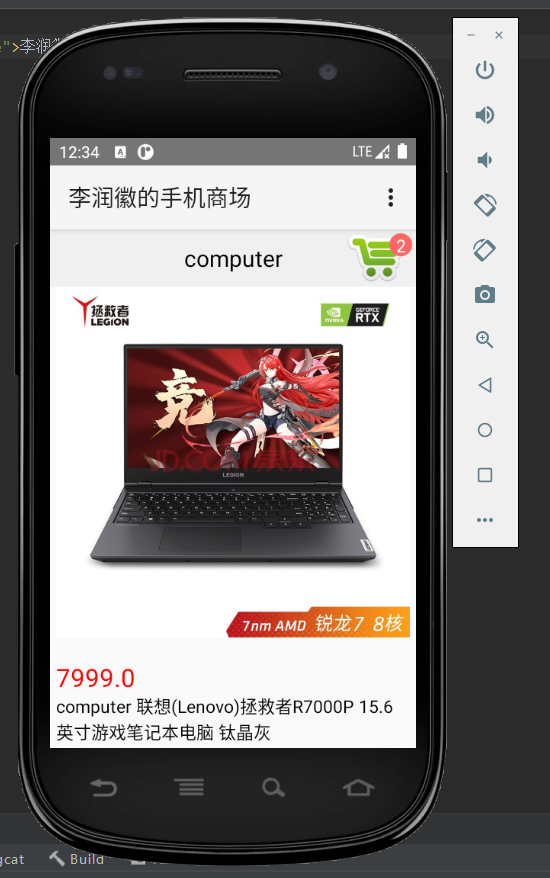 e">李润徽
12:34
LTE
李润徽的手机商场
computer
2
拯救者
LEGION
NVIDIA
GEFORCE
RTX
竞
JD.COM
LEGION
7nm AMD 锐龙7 8核
7999.0
computer 联想(Lenovo)拯救者R7000P 15.6
英寸游戏笔记本电脑 钛晶灰
gcat
Build